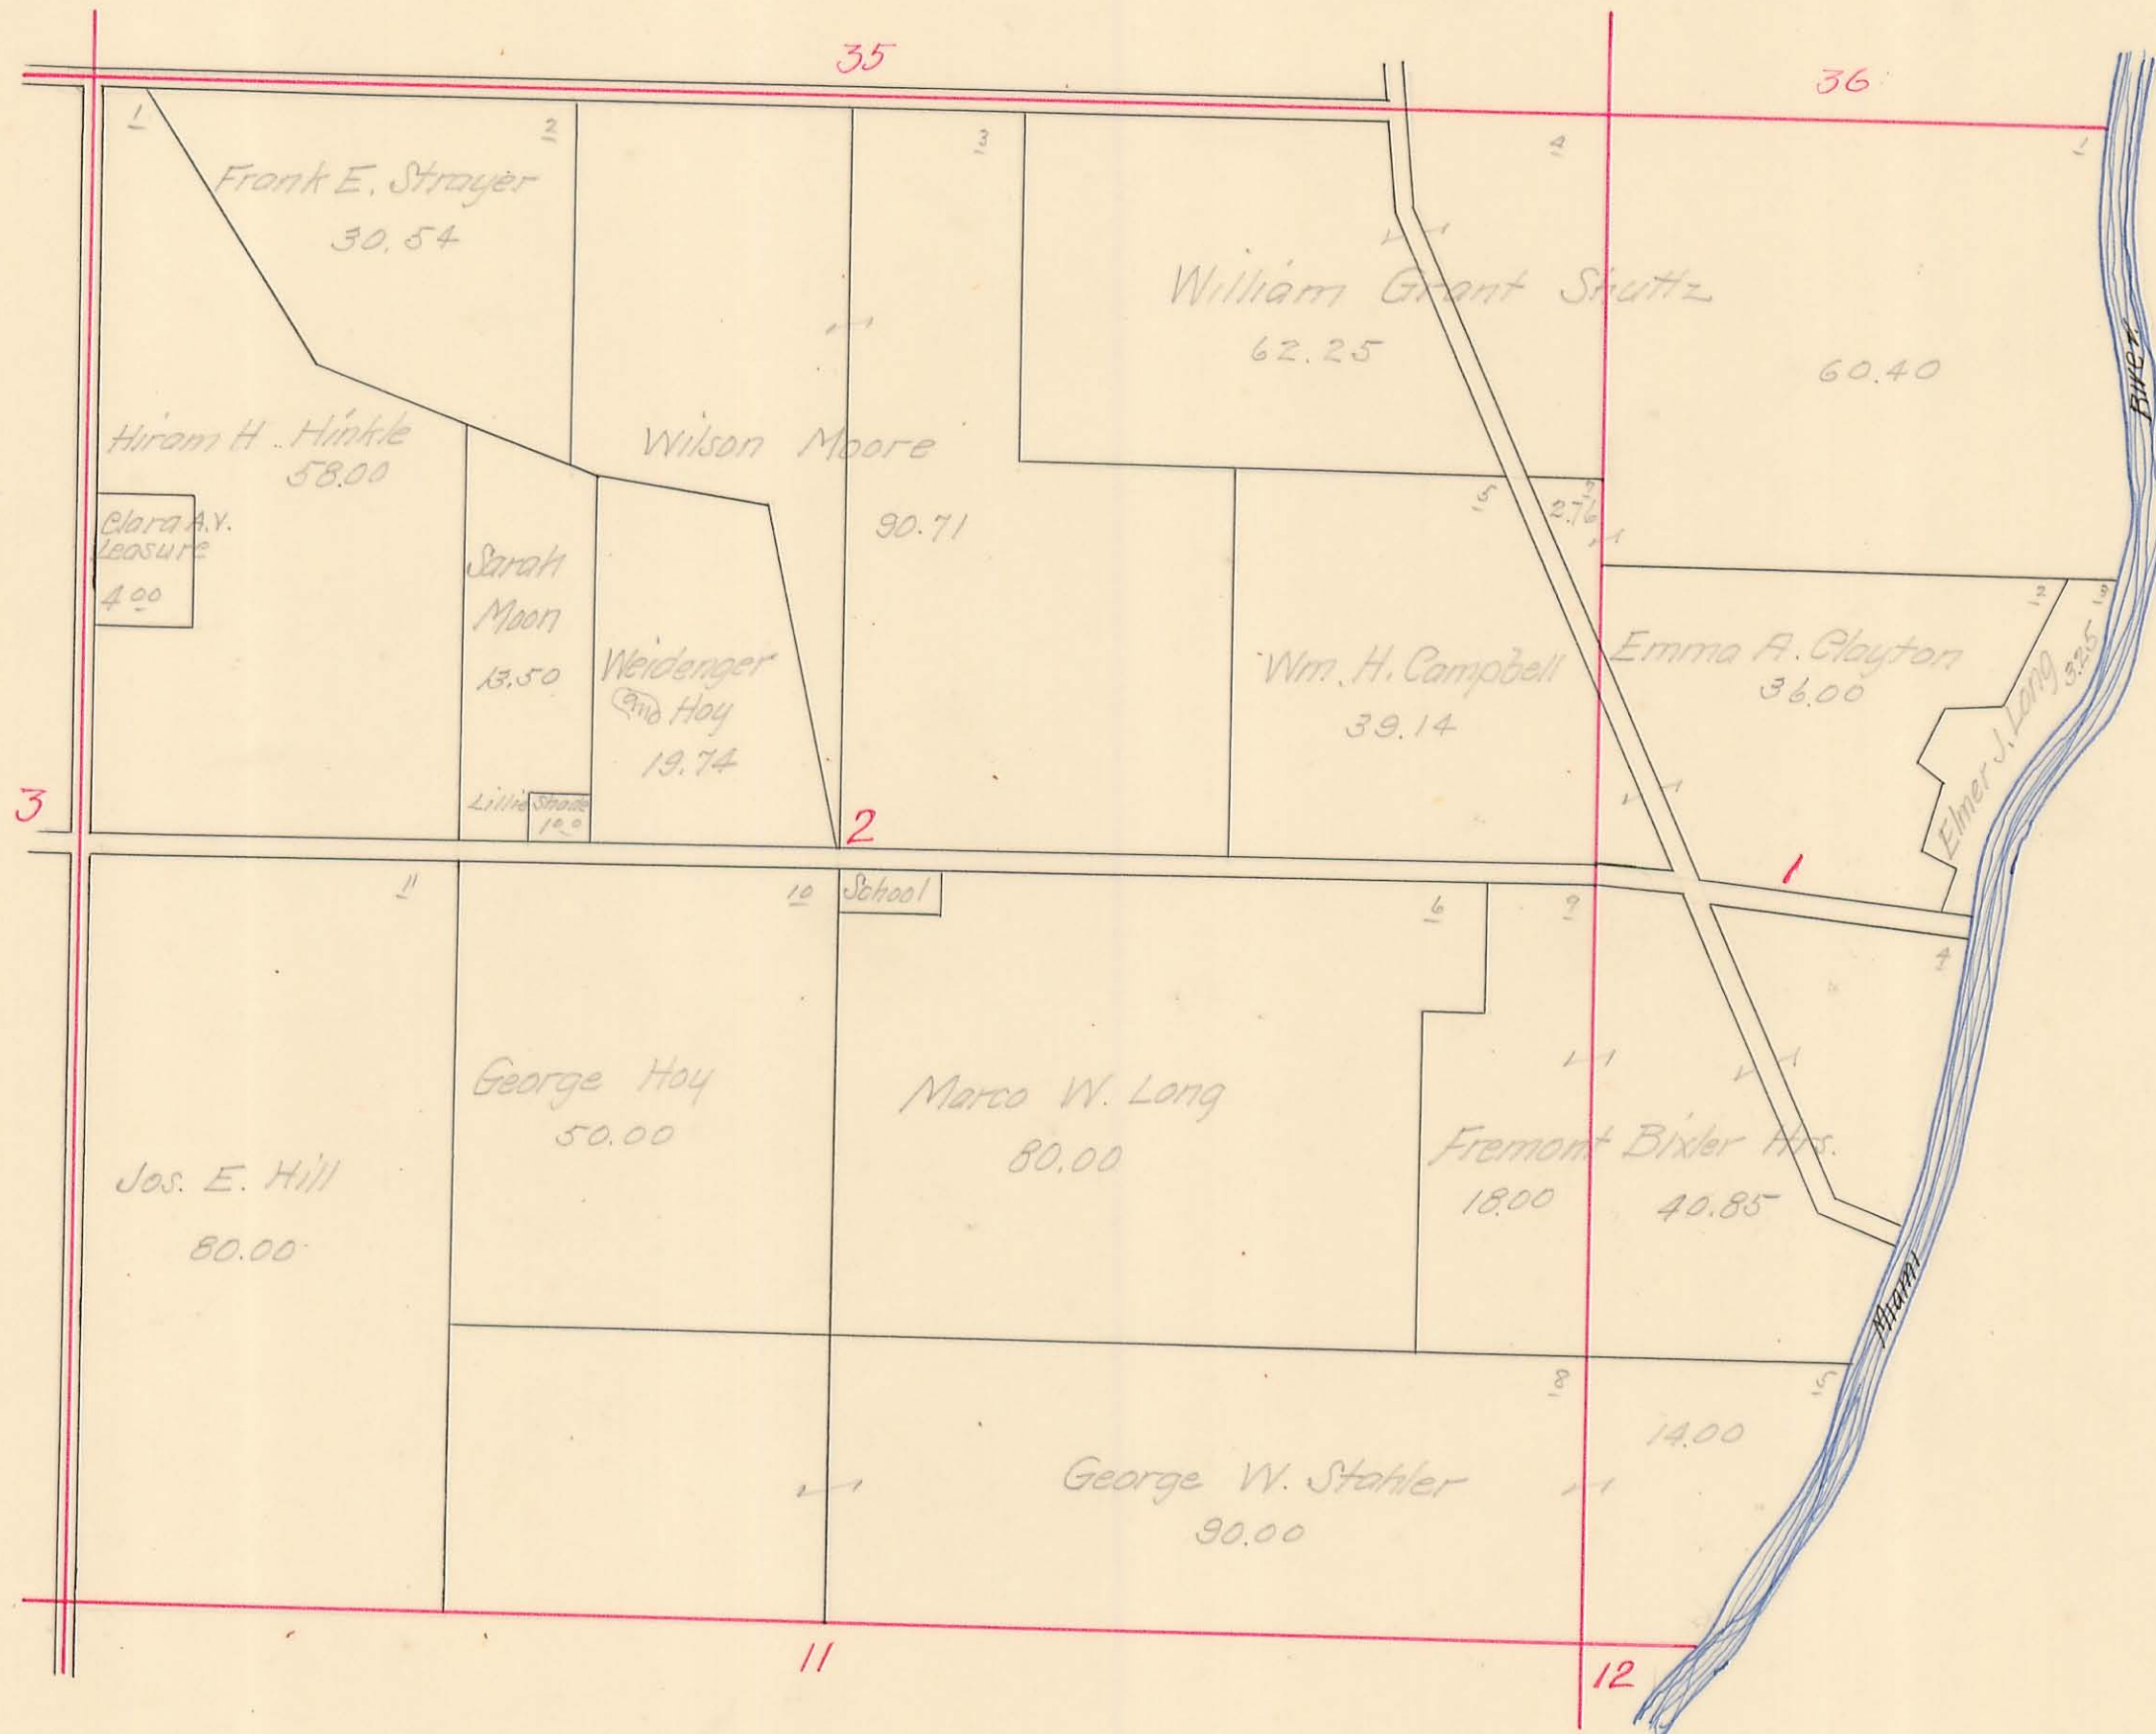 35
36
1
2
3
4
1
Frank E. Strayer
30.54
William Grant Shultz
62.25
60.40
River
Hiram H. Hinkle
58.00
Wilson Moore
90.71
Clara A.V.
Leasure
4 00
Sarah
Moon
13.50
Weidenger
and Hoy
19.74
Lillie Shade
1 00
5
7
2.76
Wm. H. Campbell
39.14
2
3
Emma A. Clayton
36.00
Elmer J. Long 3.25
3
2
1
11
10
School
6
9
4
George Hoy
50.00
Marco W. Long
80.00
Jos. E. Hill
80.00
Fremont Bixler Hrs.
18.00
40.85
Miami
8
5
14.00
George W. Stahler
90.00
11
12